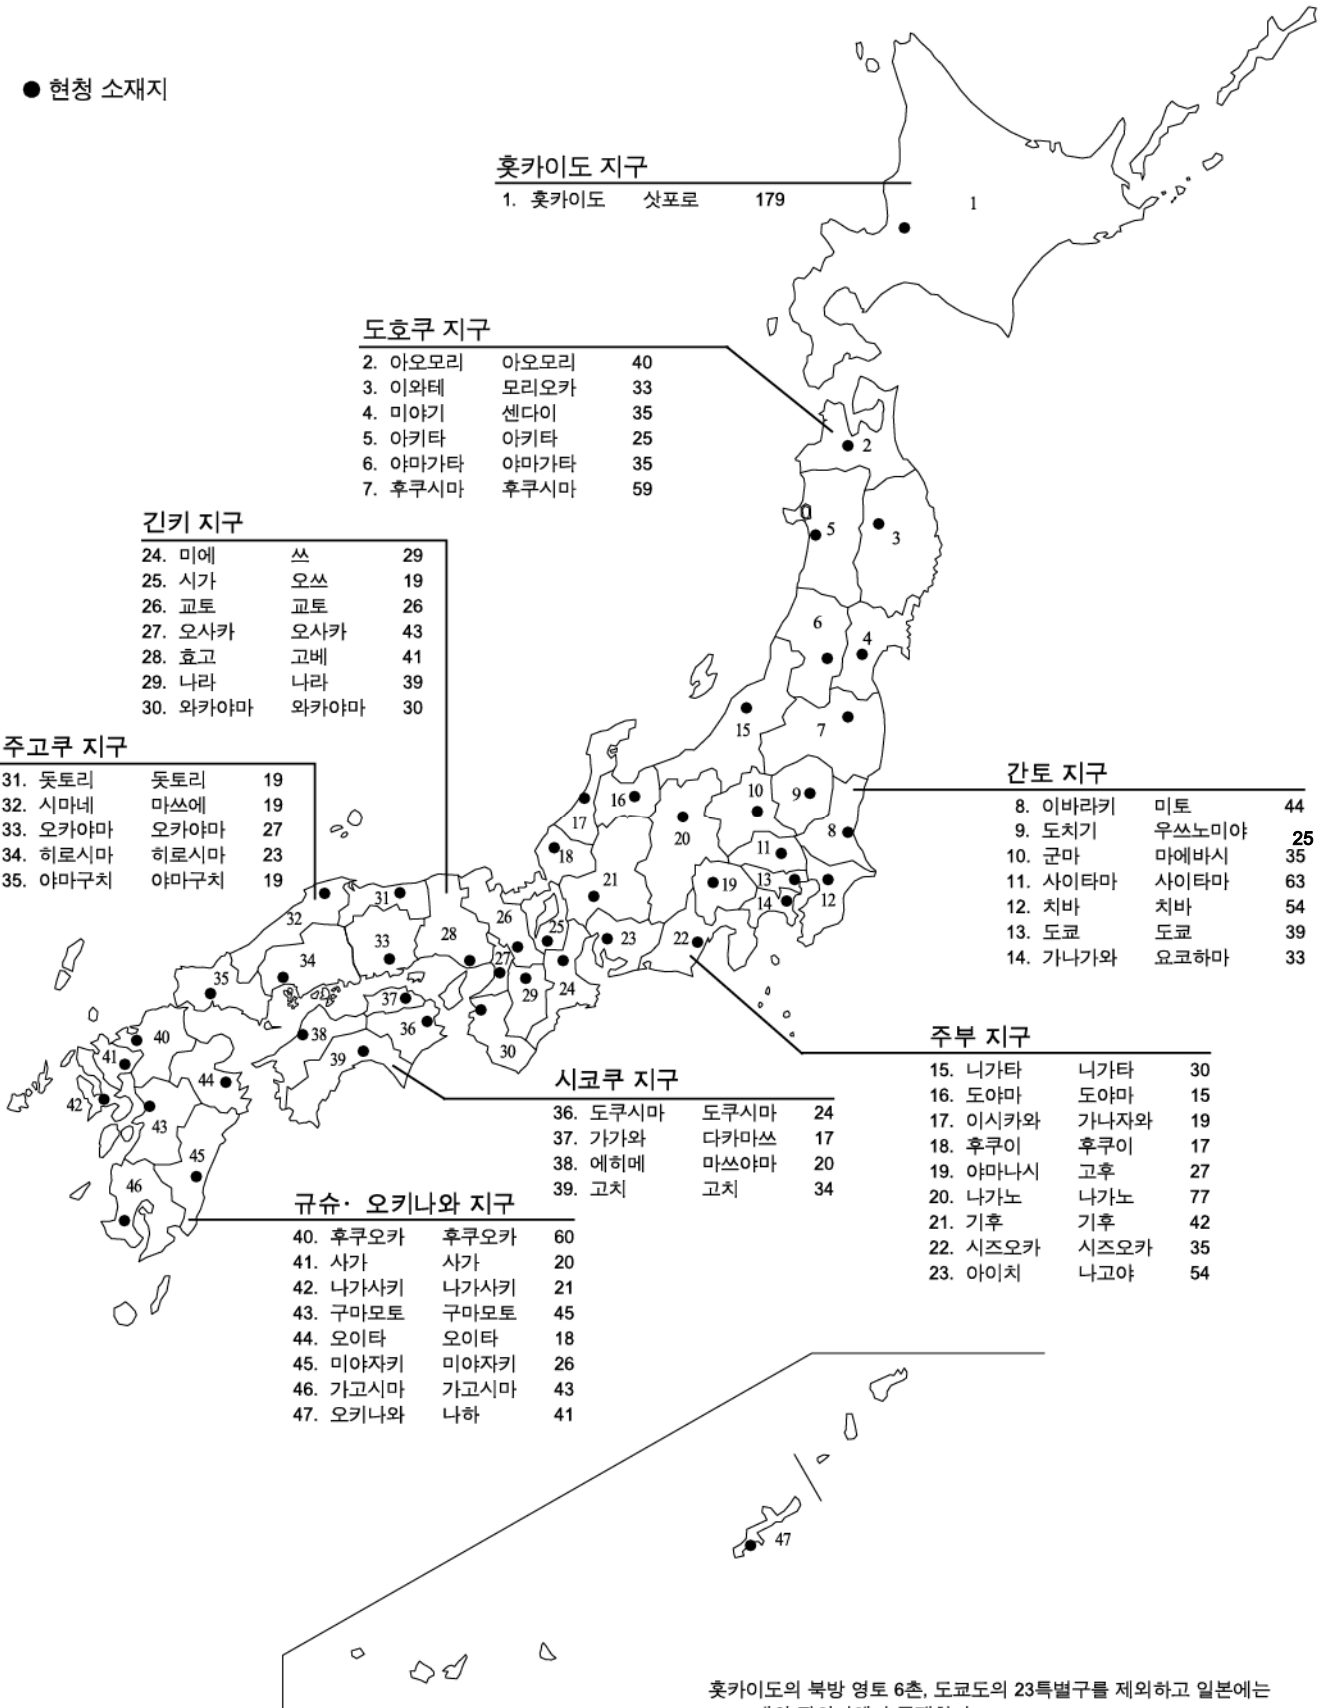 ● 현청 소재지
홋카이도 지구
1. 홋카이도 삿포로 179
1
도호쿠 지구
2. 아오모리 아오모리 40
3. 이와테 모리오카 33
4. 미야기 센다이 35
5. 아키타 아키타 25
6. 야마가타 야마가타 35
7. 후쿠시마 후쿠시마 59
2
5
3
6
4
15
7
긴키 지구
24. 미에 쓰 29
25. 시가 오쓰 19
26. 교토 교토 26
27. 오사카 오사카 43
28. 효고 고베 41
29. 나라 나라 39
30. 와카야마 와카야마 30
주고쿠 지구
31. 돗토리 돗토리 19
32. 시마네 마쓰에 19
33. 오카야마 오카야마 27
34. 히로시마 히로시마 23
35. 야마구치 야마구치 19
간토 지구
8. 이바라키 미토 44
9. 도치기 우쓰노미야 25
10. 군마 마에바시 35
11. 사이타마 사이타마 63
12. 치바 치바 54
13. 도쿄 도쿄 39
14. 가나가와 요코하마 33
16
10
9
17
20
8
18
11
21
19
13
12
14
31
32
26
25
33
28
23
22
34
27
35
29
24
37
36
38
30
39
40
41
44
42
43
45
46
주부 지구
15. 니가타 니가타 30
16. 도야마 도야마 15
17. 이시카와 가나자와 19
18. 후쿠이 후쿠이 17
19. 야마나시 고후 27
20. 나가노 나가노 77
21. 기후 기후 42
22. 시즈오카 시즈오카 35
23. 아이치 나고야 54
시코쿠 지구
36. 도쿠시마 도쿠시마 24
37. 가가와 다카마쓰 17
38. 에히메 마쓰야마 20
39. 고치 고치 34
규슈· 오키나와 지구
40. 후쿠오카 후쿠오카 60
41. 사가 사가 20
42. 나가사키 나가사키 21
43. 구마모토 구마모토 45
44. 오이타 오이타 18
45. 미야자키 미야자키 26
46. 가고시마 가고시마 43
47. 오키나와 나하 41
47
홋카이도의 북방 영토 6촌, 도쿄도의 23특별구를 제외하고 일본에는